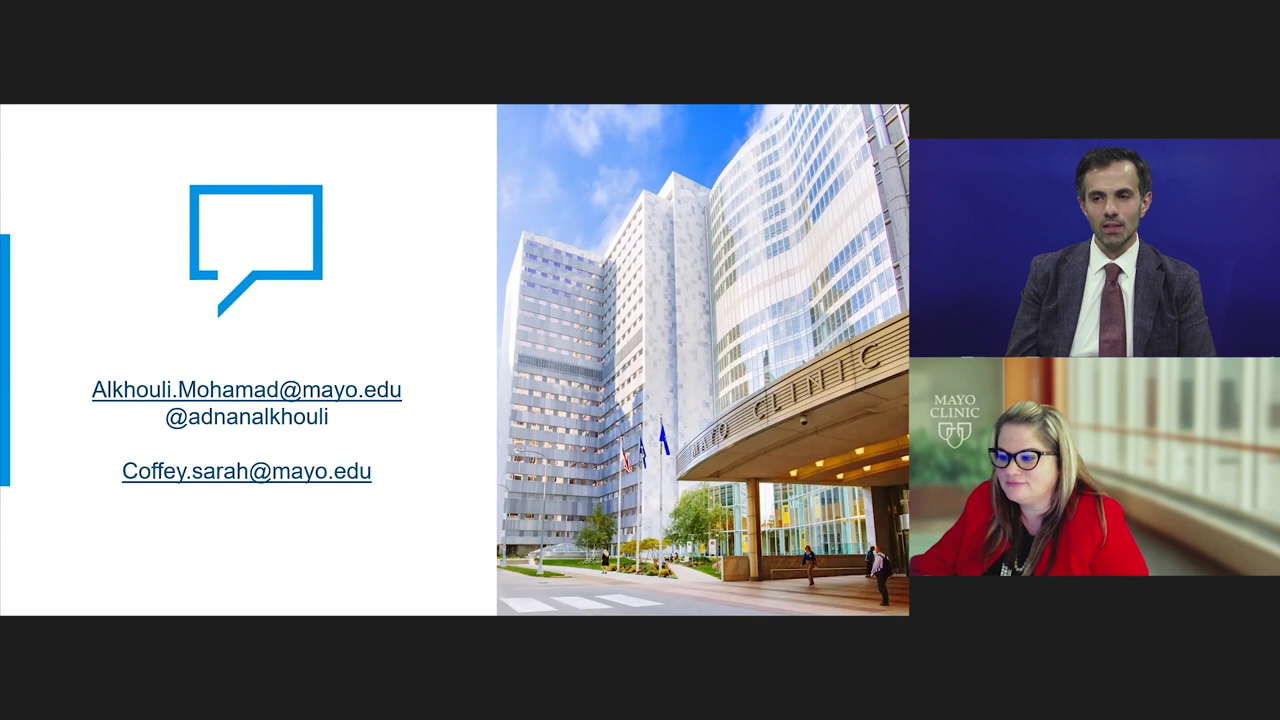 Alkhouli.Mohamad@mayo.edu
@adnanalkhouli
Coffey.sarah@mayo.edu
MAYO CLINIC
MAYO
CLINIC